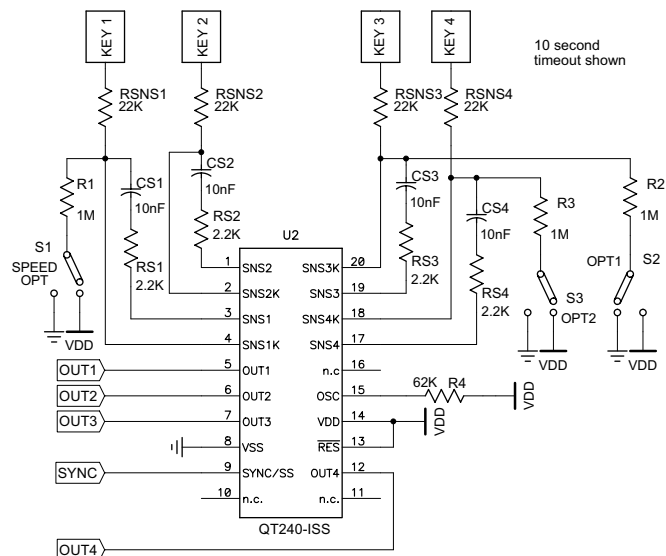 KEY 1
KEY 2
KEY 3
KEY 4
10 second
timeout shown
RSNS1
22K
RSNS2
22K
RSNS3
22K
RSNS4
22K
R1
1M
CS1
10nF
CS2
10nF
CS3
10nF
CS4
10nF
R2
1M
R3
1M
S1
SPEED
OPT
RS1
2.2K
RS2
2.2K
RS3
2.2K
RS4
2.2K
OPT1
S2
S3
OPT2
VDD
VDD
VDD
U2
1 SNS2
2 SNS2K
3 SNS1
4 SNS1K
5 OUT1
6 OUT2
7 OUT3
8 VSS
9 SYNC/SS
10 n.c.
SNS3K 20
SNS3 19
SNS4K 18
SNS4 17
n.c 16
OSC 15
VDD 14
RES 13
OUT4 12
n.c. 11
62K R4
VDD
VDD
OUT1
OUT2
OUT3
SYNC
OUT4
QT240-ISS